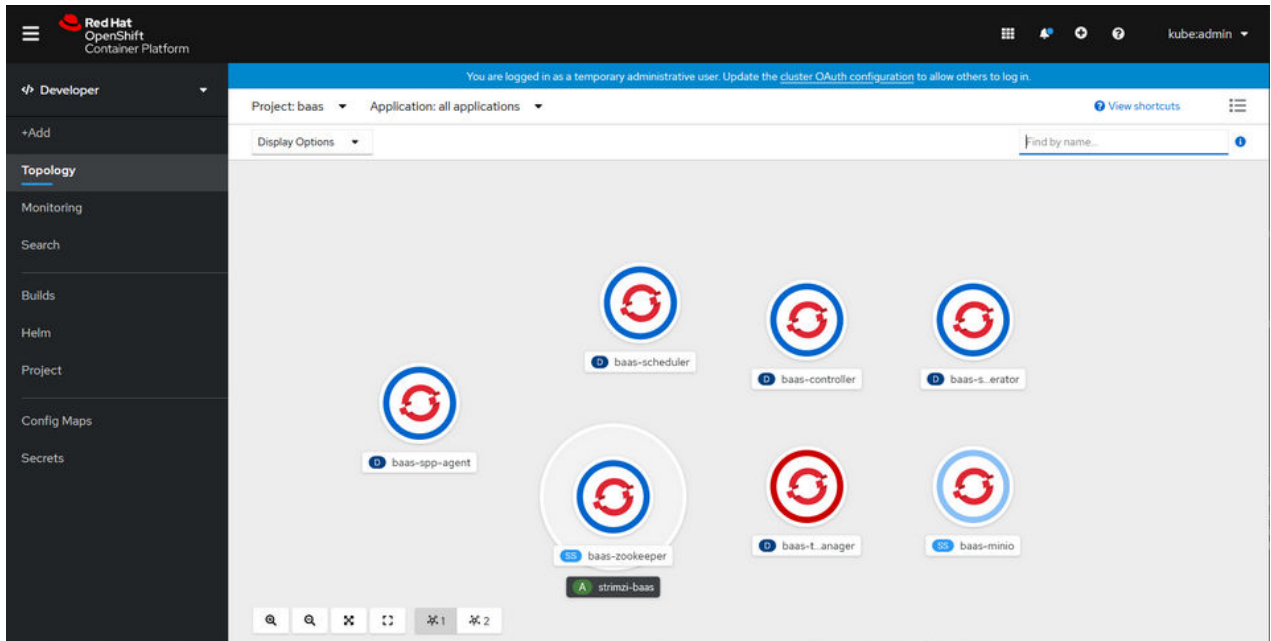 Red Hat
OpenShift
Container Platform
kube:admin
You are logged in as a temporary administrative user. Update the cluster OAuth configuration to allow others to log in.
</> Developer
Project: baas
Application: all applications
View shortcuts
+Add
Display Options
Find by name...
Topology
Monitoring
Search
Builds
Helm
Project
Config Maps
Secrets
D baas-scheduler
D baas-controller
D baas-s...erator
D baas-spp-agent
SS baas-zookeeper
D baas-t...anager
SS baas-minio
A strimzi-baas
1
2